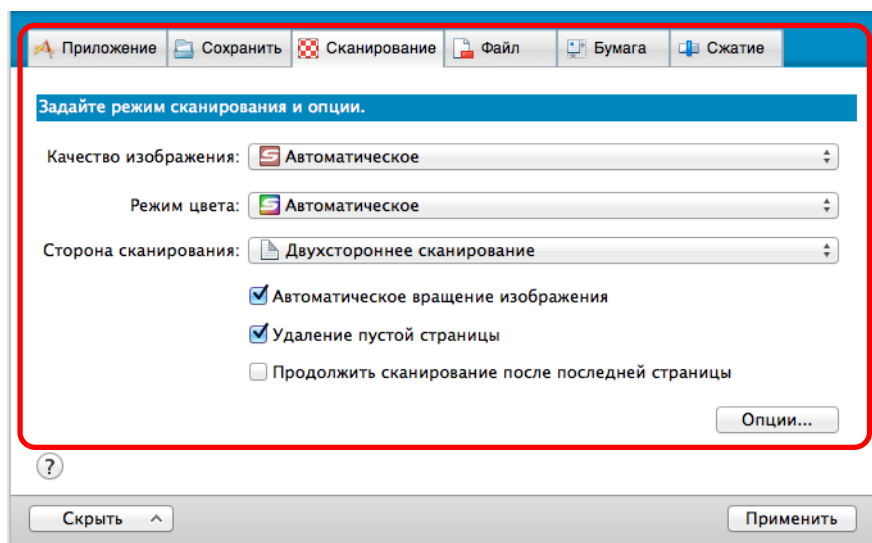 Приложение Сохранить Сканирование Файл Бумага Сжатие
Задайте режим сканирования и опции.
Качество изображения: Автоматическое
Режим цвета: Автоматическое
Сторона сканирования: Двухстороннее сканирование
Автоматическое вращение изображения
Удаление пустой страницы
Продолжить сканирование после последней страницы
Опции...
?
Скрыть Применить